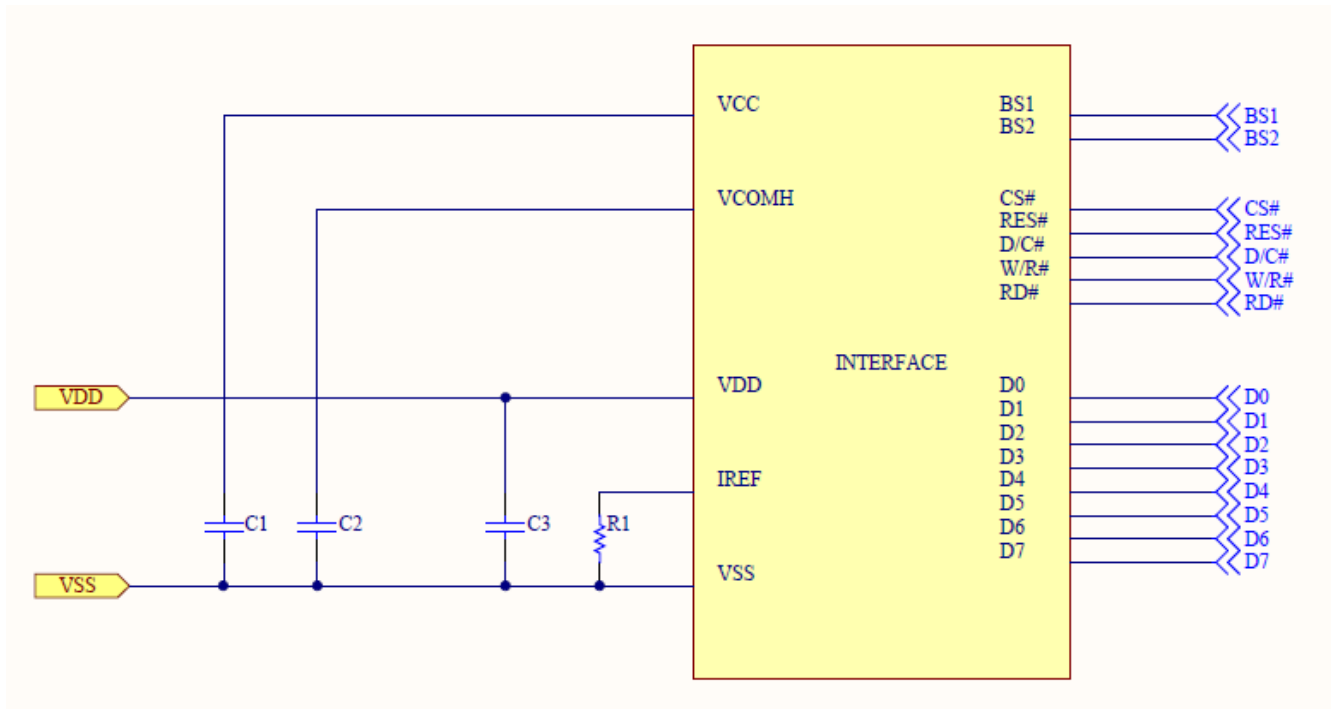 VCC BS1 BS1
BS2 BS2
VCOMH CS# CS#
RES# RES#
D/C# D/C#
W/R# W/R#
RD# RD#
INTERFACE
VDD VDD D0 D0
D1 D1
D2 D2
D3 D3
IREF D4 D4
D5 D5
C1 C2 C3 R1 D6 D6
D7 D7
VSS VSS